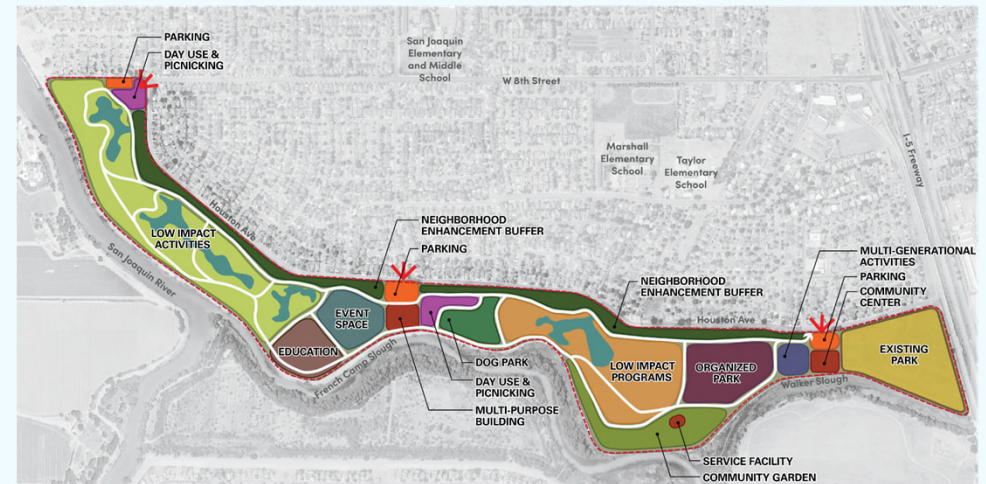 PARKING
DAY USE &
PICNICKING
San Joaquin
Elementary
and Middle
School
W 8th Street
I-5 Freeway
Marshall
Elementary
School
Taylor
Elementary
School
Houston Ave
LOW IMPACT
ACTIVITIES
San Joaquin River
NEIGHBORHOOD
ENHANCEMENT BUFFER
PARKING
NEIGHBORHOOD
ENHANCEMENT BUFFER
MULTI-GENERATIONAL
ACTIVITIES
PARKING
COMMUNITY
CENTER
Houston Ave
EVENT
SPACE
EDUCATION
French Camp Slough
DOG PARK
DAY USE &
PICNICKING
MULTI-PURPOSE
BUILDING
LOW IMPACT
PROGRAMS
ORGANIZED
PARK
EXISTING
PARK
Walker Slough
SERVICE FACILITY
COMMUNITY GARDEN